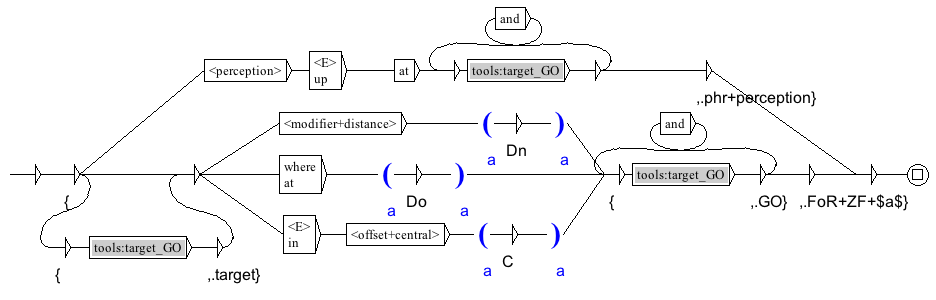 and
<perception>
<E>
up
at
tools:target_GO
,.phr+perception}
<modifier+distance>
( )
a a
Dn
and
{
where
at
( )
a a
Do
tools:target_GO
{
,.GO}
,.FoR+ZF+$a$}
<E>
in
<offset+central>
( )
a a
C
tools:target_GO
{
,.target}